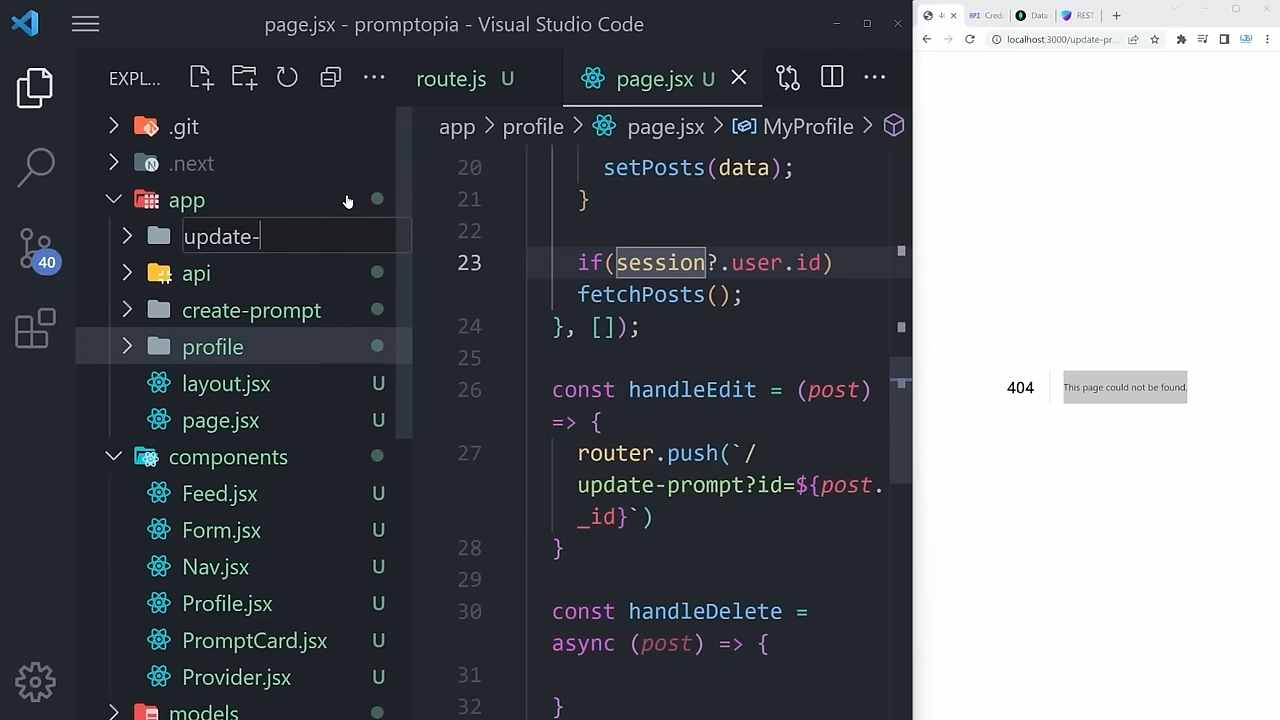 page.jsx - promptopia - Visual Studio Code
EXPL...
.git
.next
app
update-
api
create-prompt
profile
layout.jsx U
page.jsx U
components
Feed.jsx U
Form.jsx U
Nav.jsx U
Profile.jsx U
PromptCard.jsx U
Provider.jsx U
models
40
route.js U
page.jsx U
app > profile > page.jsx > MyProfile >
20 setPosts(data);
21 }
22
23 if(session?.user.id)
fetchPosts();
24 }, []);
25
26 const handleEdit = (post)
=> {
27 router.push(`/
update-prompt?id=${post.
_id}`)
28 }
29
30 const handleDelete =
async (post) => {
31
32 }
API Cred
Data
REST
localhost:3000/update-pr...
404
This page could not be found.